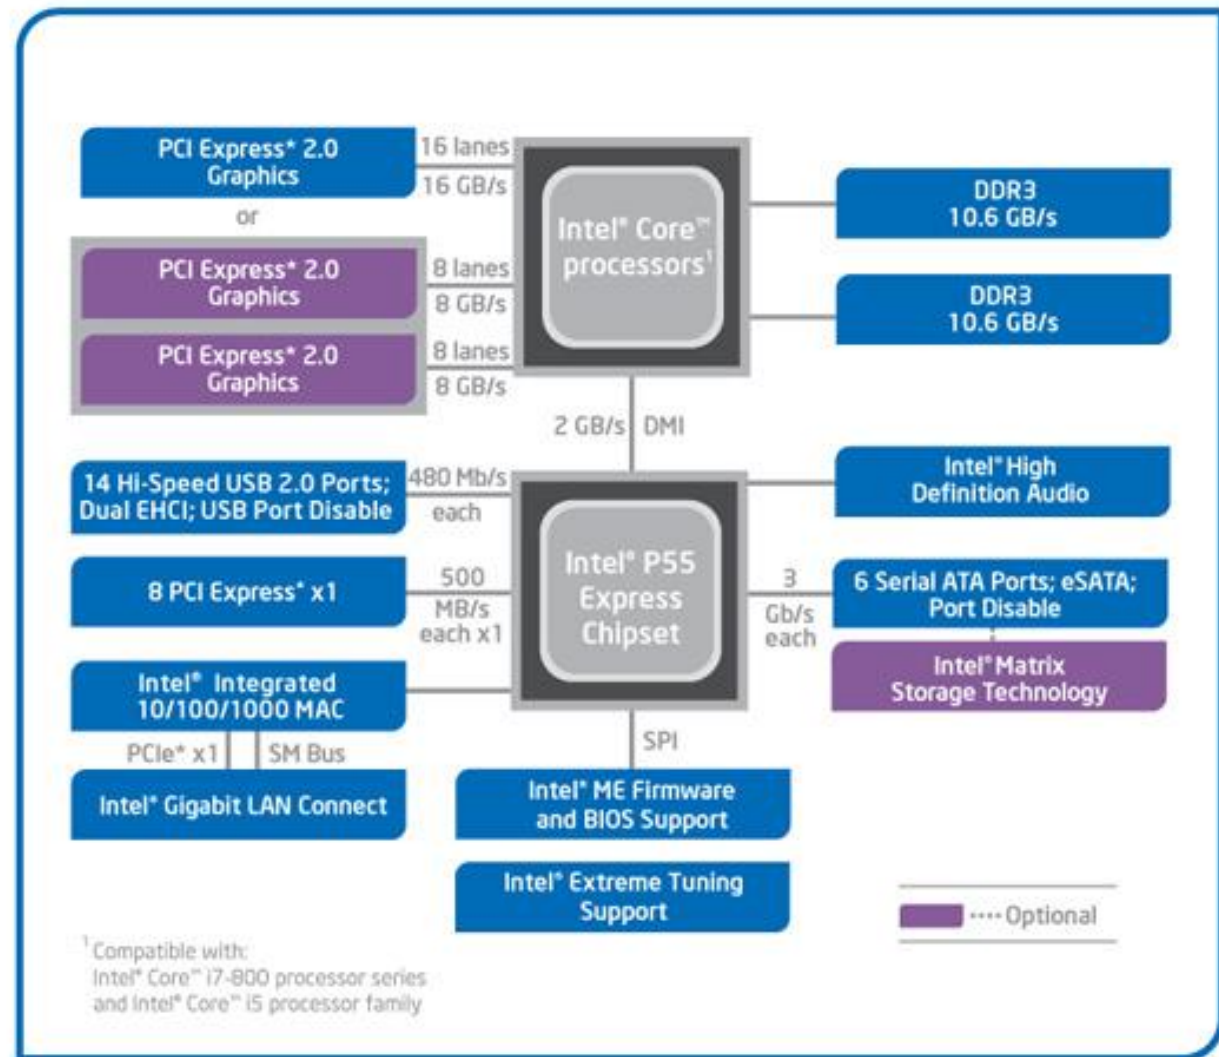 PCI Express* 2.0
Graphics
16 lanes
16 GB/s
or
PCI Express* 2.0
Graphics
8 lanes
8 GB/s
PCI Express* 2.0
Graphics
8 lanes
8 GB/s
Intel® Core™
processors¹
DDR3
10.6 GB/s
DDR3
10.6 GB/s
2 GB/s DMI
14 Hi-Speed USB 2.0 Ports;
Dual EHCI; USB Port Disable
480 Mb/s
each
Intel® High
Definition Audio
8 PCI Express* x1
500
MB/s
each x1
Intel® P55
Express
Chipset
3
Gb/s
each
6 Serial ATA Ports; eSATA;
Port Disable
Intel® Matrix
Storage Technology
Intel® Integrated
10/100/1000 MAC
PCIe* x1
SM Bus
Intel® Gigabit LAN Connect
SPI
Intel® ME Firmware
and BIOS Support
Intel® Extreme Tuning
Support
Optional
¹ Compatible with:
Intel® Core™ i7-800 processor series
and Intel® Core™ i5 processor family